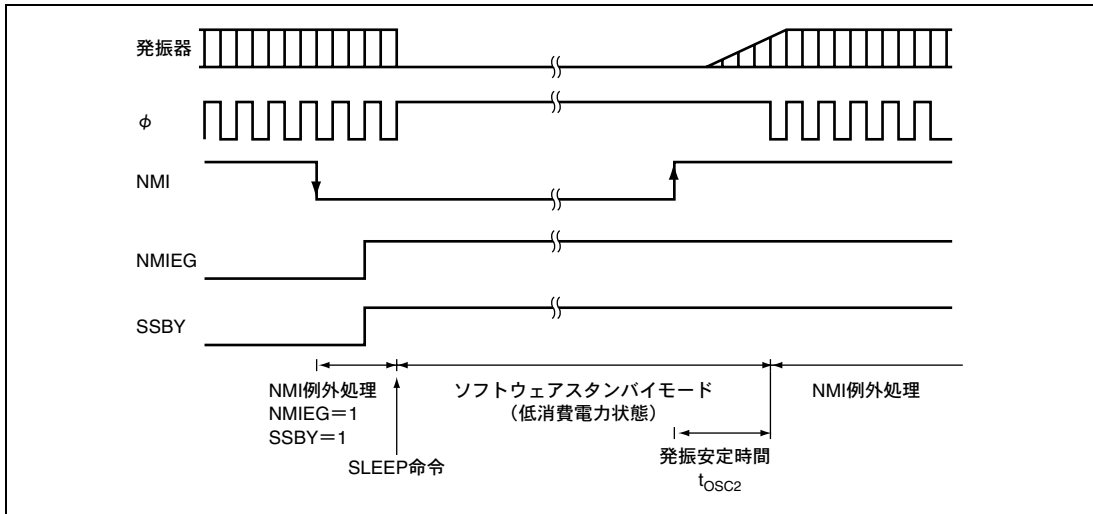 発振器
φ
NMI
NMIEG
SSBY
NMI例外処理
NMIEG=1
SSBY=1
SLEEP命令
ソフトウェアスタンバイモード
（低消費電力状態）
発振安定時間
tOSC2
NMI例外処理